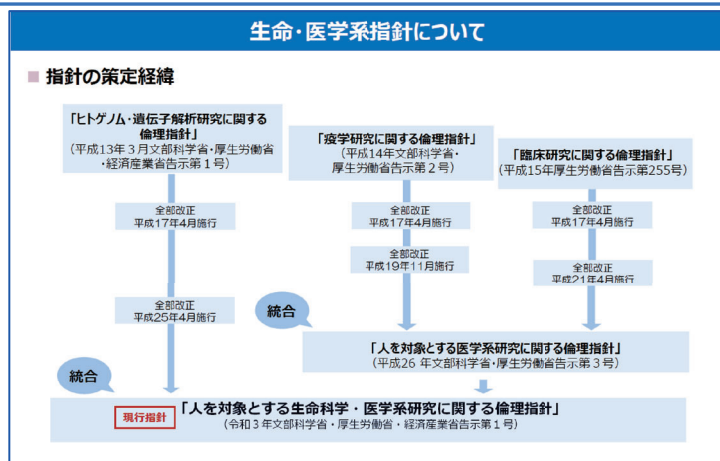 生命・医学系指針について
■ 指針の策定経緯
「ヒトゲノム・遺伝子解析研究に関する
倫理指針」
(平成13年３月文部科学省・厚生労働省
・経済産業省告示第１号)
「疫学研究に関する倫理指針」
(平成14年文部科学省・
厚生労働省告示第２号)
「臨床研究に関する倫理指針」
(平成15年厚生労働省告示第255号)
全部改正
平成17年4月施行
全部改正
平成17年4月施行
全部改正
平成17年4月施行
全部改正
平成19年11月施行
全部改正
平成21年4月施行
全部改正
平成25年4月施行
統合
「人を対象とする医学系研究に関する倫理指針」
(平成26 年文部科学省・厚生労働省告示第３号)
統合
現行指針
「人を対象とする生命科学・医学系研究に関する倫理指針」
(令和３年文部科学省・厚生労働省・経済産業省告示第１号)